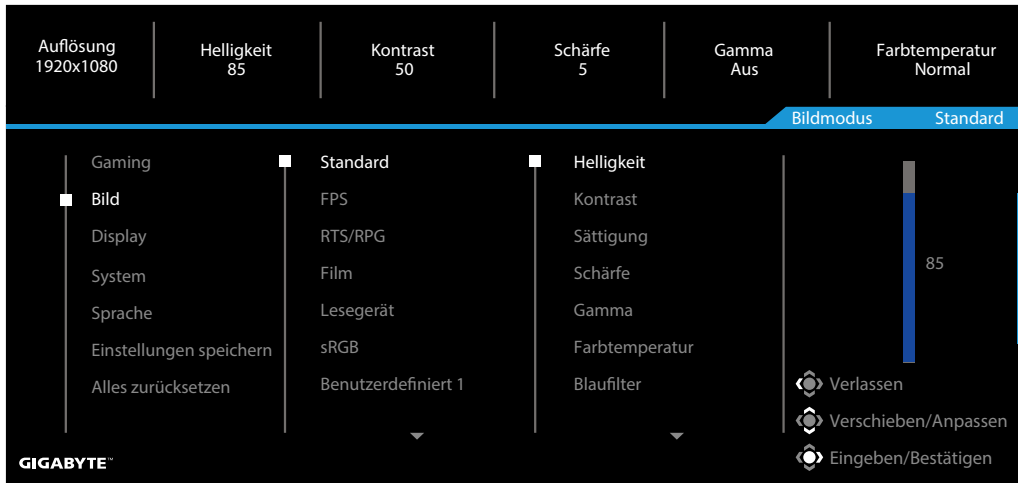 Auflösung
1920x1080
Helligkeit
85
Kontrast
50
Schärfe
5
Gamma
Aus
Farbtemperatur
Normal
Bildmodus Standard
Gaming
Bild
Display
System
Sprache
Einstellungen speichern
Alles zurücksetzen
Standard
FPS
RTS/RPG
Film
Lesegerät
sRGB
Benutzerdefiniert 1
Helligkeit
Kontrast
Sättigung
Schärfe
Gamma
Farbtemperatur
Blaufilter
85
Verlassen
Verschieben/Anpassen
Eingeben/Bestätigen
GIGABYTE™